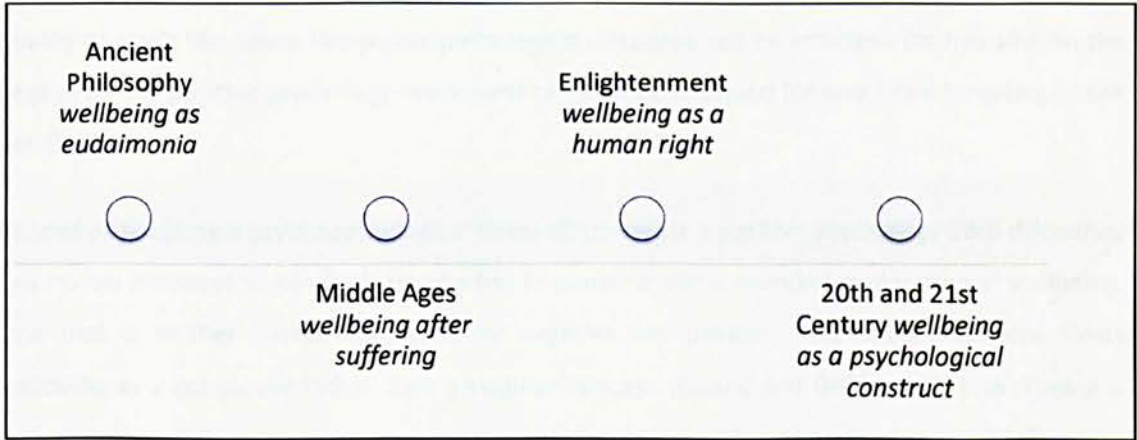 Ancient
Philosophy
wellbeing as
eudaimonia
Enlightenment
wellbeing as a
human right
Middle Ages
wellbeing after
suffering
20th and 21st
Century wellbeing
as a psychological
construct